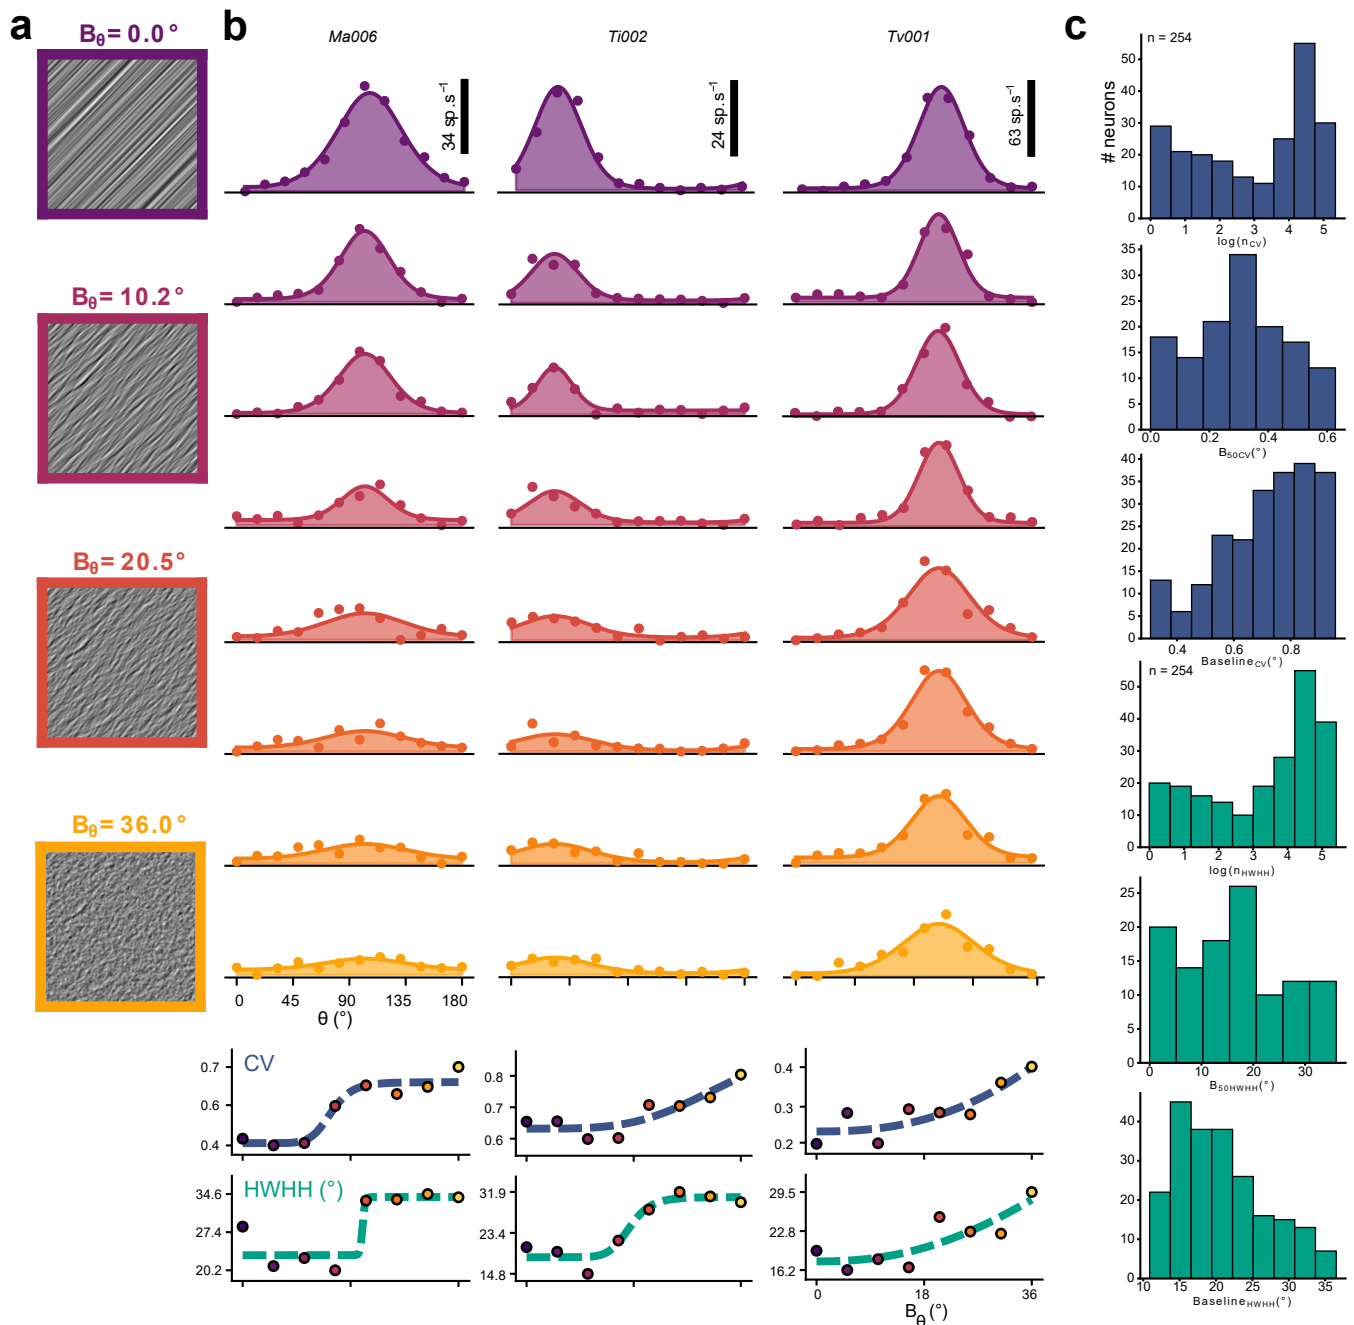 a
b
c
B_θ = 0.0°
B_θ = 10.2°
B_θ = 20.5°
B_θ = 36.0°
Ma006
Ti002
Tv001
34 sp.s⁻¹
24 sp.s⁻¹
63 sp.s⁻¹
0 45 90 135 180
θ (°)
CV
0.7
0.6
0.4
0.8
0.7
0.6
0.4
0.3
0.2
HWHH (°)
34.6
27.4
20.2
31.9
23.4
14.8
29.5
22.8
16.2
0 18 36
B_θ (°)
n = 254
# neurons
50
40
30
20
10
0
0 1 2 3 4 5
log(n_CV)
35
30
25
20
15
10
5
0
0.0 0.2 0.4 0.6
B_50CV(°)
40
35
30
25
20
15
10
5
0
0.4 0.6 0.8
Baseline_CV(°)
n = 254
50
40
30
20
10
0
0 1 2 3 4 5
log(n_HWHH)
25
20
15
10
5
0
0 10 20 30
B_50HWHH(°)
40
30
20
10
0
10 15 20 25 30 35
Baseline_HWHH(°)